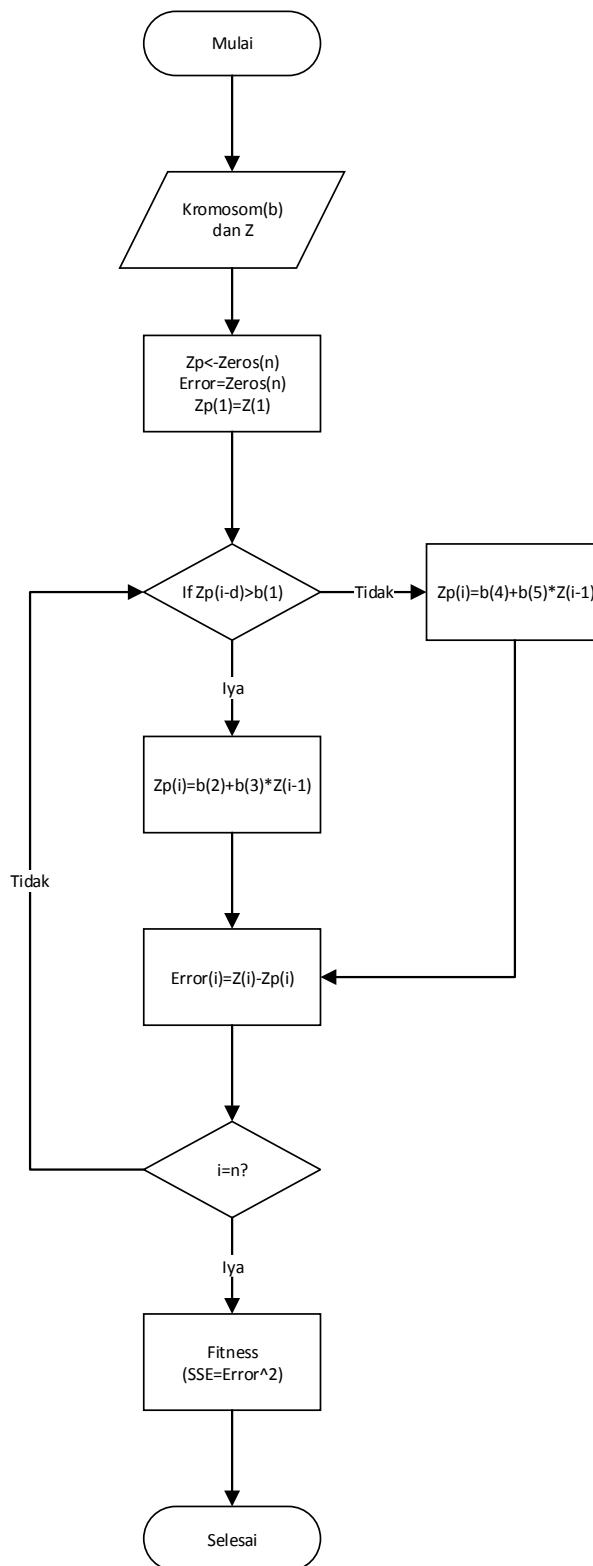 Mulai
Kromosom(b)
dan Z
Zp<-Zeros(n)
Error=Zeros(n)
Zp(1)=Z(1)
If Zp(i-d)>b(1)
Tidak
Zp(i)=b(4)+b(5)*Z(i-1)
Iya
Zp(i)=b(2)+b(3)*Z(i-1)
Tidak
Error(i)=Z(i)-Zp(i)
i=n?
Iya
Fitness
(SSE=Error^2)
Selesai